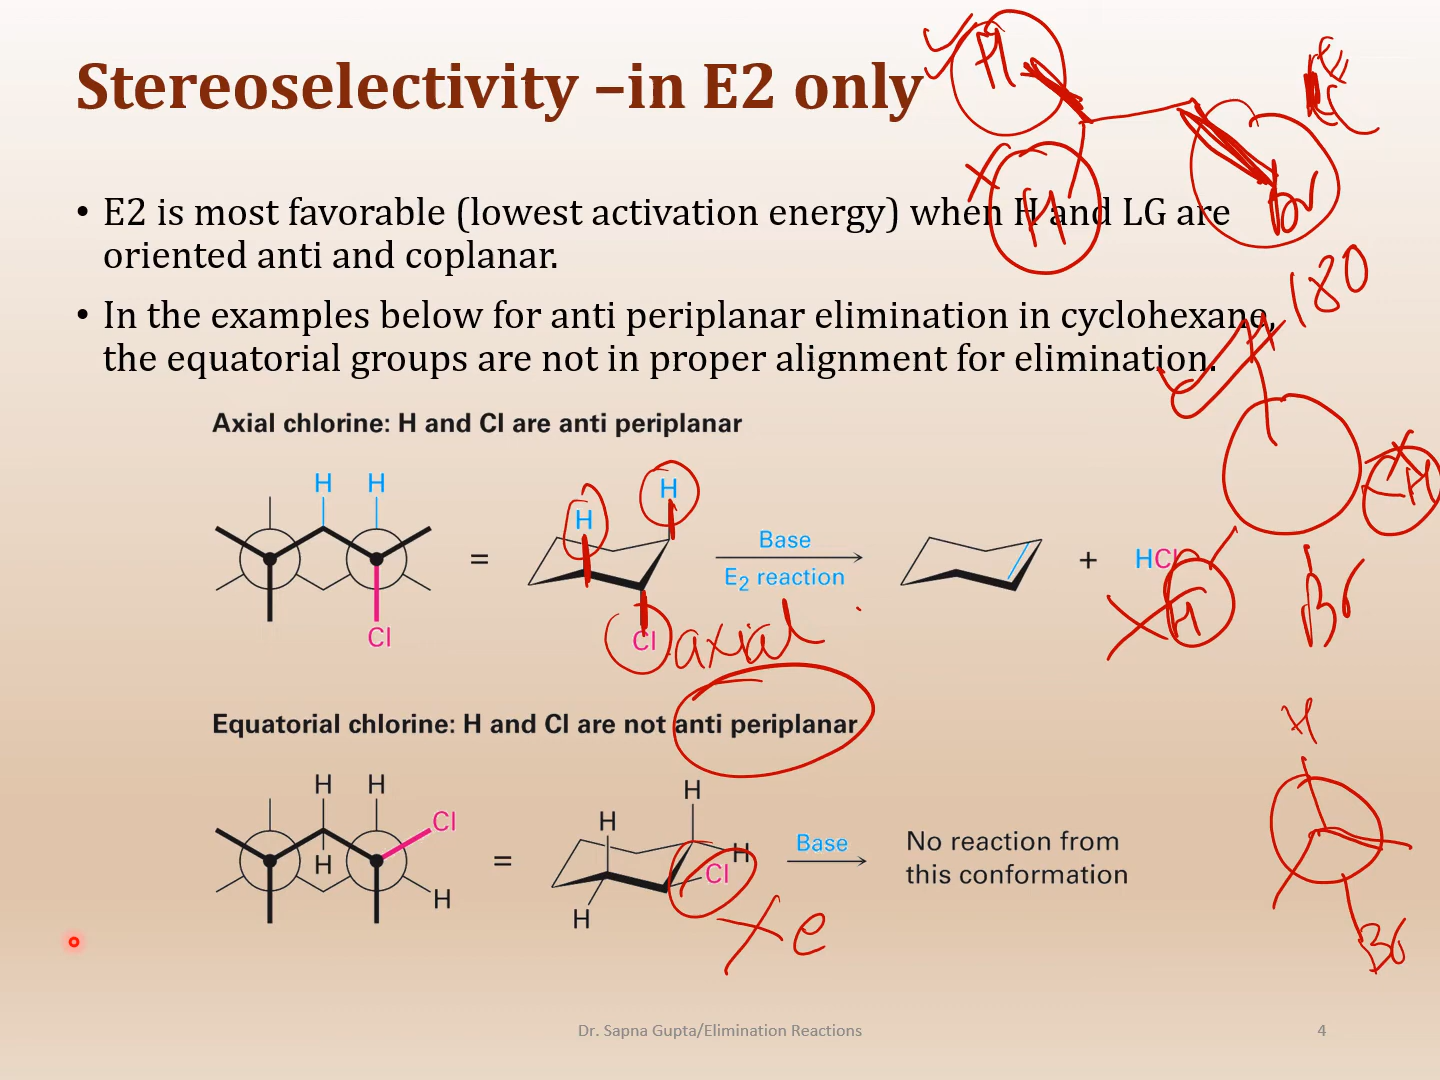 Stereoselectivity –in E2 only
• E2 is most favorable (lowest activation energy) when H and LG are
oriented anti and coplanar.
• In the examples below for anti periplanar elimination in cyclohexane,
the equatorial groups are not in proper alignment for elimination.
H
H
Br
180
H
H
H
Br
H
Br
Axial chlorine: H and Cl are anti periplanar
H H
Cl
=
H
H
Cl
axial
Base
E₂ reaction
+ HCl
Equatorial chlorine: H and Cl are not anti periplanar
H H
Cl
H
H
=
H
H
H
Cl
H
e
Base
No reaction from
this conformation
Dr. Sapna Gupta/Elimination Reactions
4